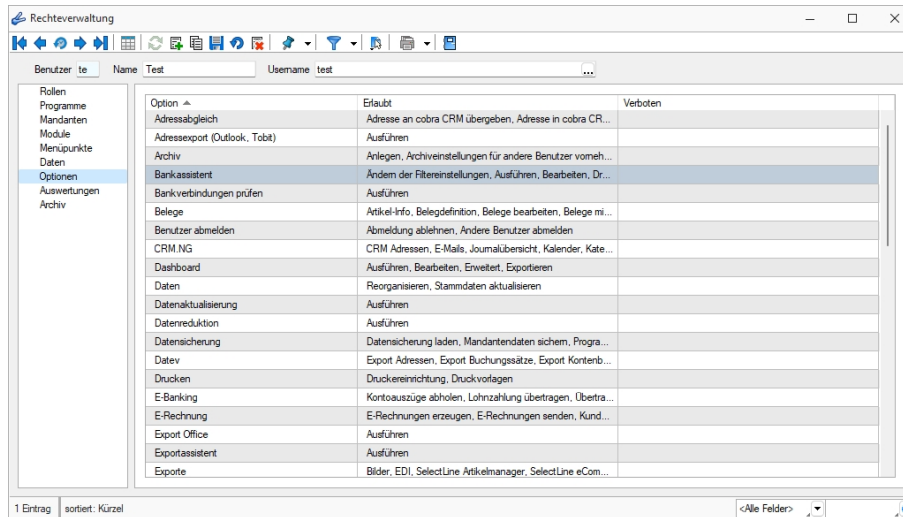 Rechteverwaltung
Benutzer te Name Test Username test ...
Rollen
Programme
Mandanten
Module
Menüpunkte
Daten
Optionen
Auswertungen
Archiv
Option Erlaubt Verboten
Adressabgleich Adresse an cobra CRM übergeben, Adresse in cobra CR...
Adressexport (Outlook, Tobit) Ausführen
Archiv Anlegen, Archiveinstellungen für andere Benutzer vorneh...
Bankassistent Ändern der Filtereinstellungen, Ausführen, Bearbeiten, Dr...
Bankverbindungen prüfen Ausführen
Belege Artikel-Info, Belegdefinition, Belege bearbeiten, Belege mi...
Benutzer abmelden Abmeldung ablehnen, Andere Benutzer abmelden
CRM.NG CRM Adressen, E-Mails, Journalübersicht, Kalender, Kate...
Dashboard Ausführen, Bearbeiten, Erweitert, Exportieren
Daten Reorganisieren, Stammdaten aktualisieren
Datenaktualisierung Ausführen
Datenreduktion Ausführen
Datensicherung Datensicherung laden, Mandantendaten sichern, Progra...
Datev Export Adressen, Export Buchungssätze, Export Kontenb...
Drucken Druckereinrichtung, Druckvorlagen
E-Banking Kontoauszüge abholen, Lohnzahlung übertragen, Übertra...
E-Rechnung E-Rechnungen erzeugen, E-Rechnungen senden, Kund...
Export Office Ausführen
Exportassistent Ausführen
Exporte Bilder, EDI, SelectLine Artikelmanager, SelectLine eCom...
1 Eintrag sortiert: Kürzel <Alle Felder>